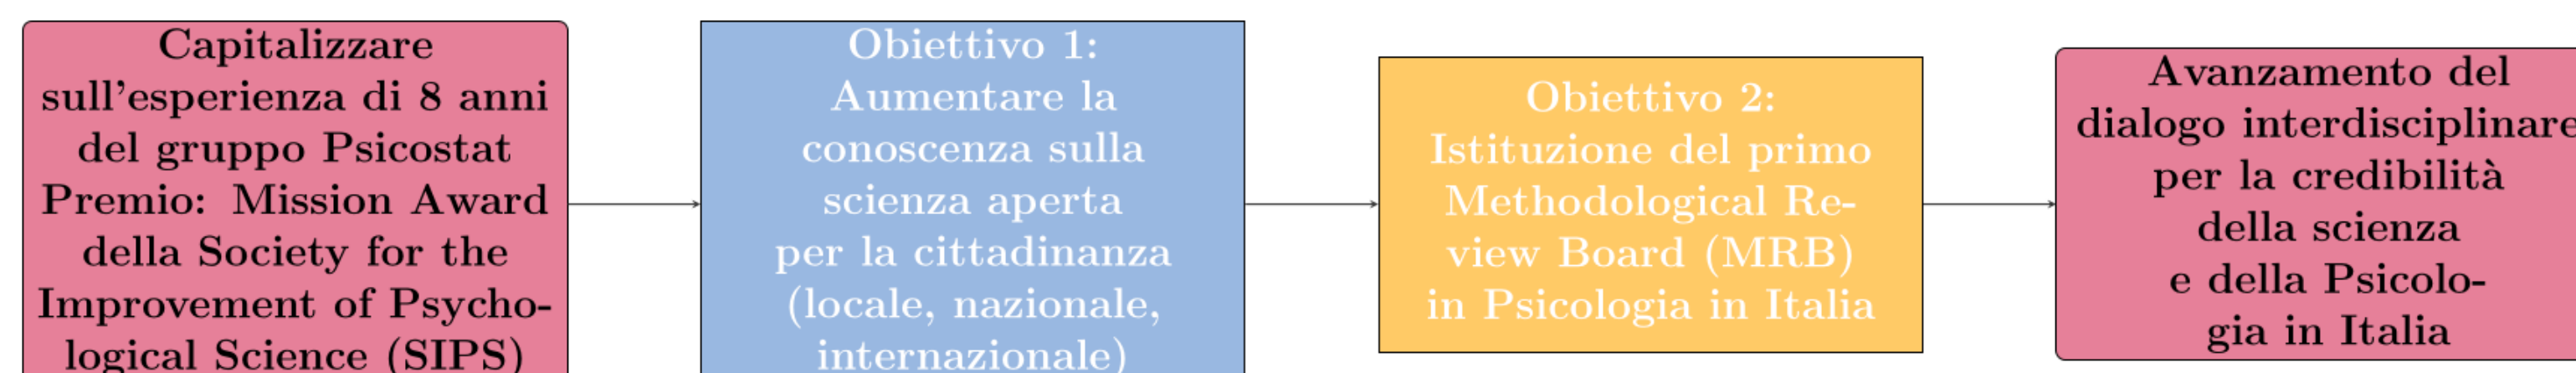 Capitalizzare
sull'esperienza di 8 anni
del gruppo Psicostat
Premio: Mission Award
della Society for the
Improvement of Psycho-
logical Science (SIPS)
Obiettivo 1:
Aumentare la
conoscenza sulla
scienza aperta
per la cittadinanza
(locale, nazionale,
internazionale)
Obiettivo 2:
Istituzione del primo
Methodological Re-
view Board (MRB)
in Psicologia in Italia
Avanzamento del
dialogo interdisciplinare
per la credibilità
della scienza
e della Psicolo-
gia in Italia